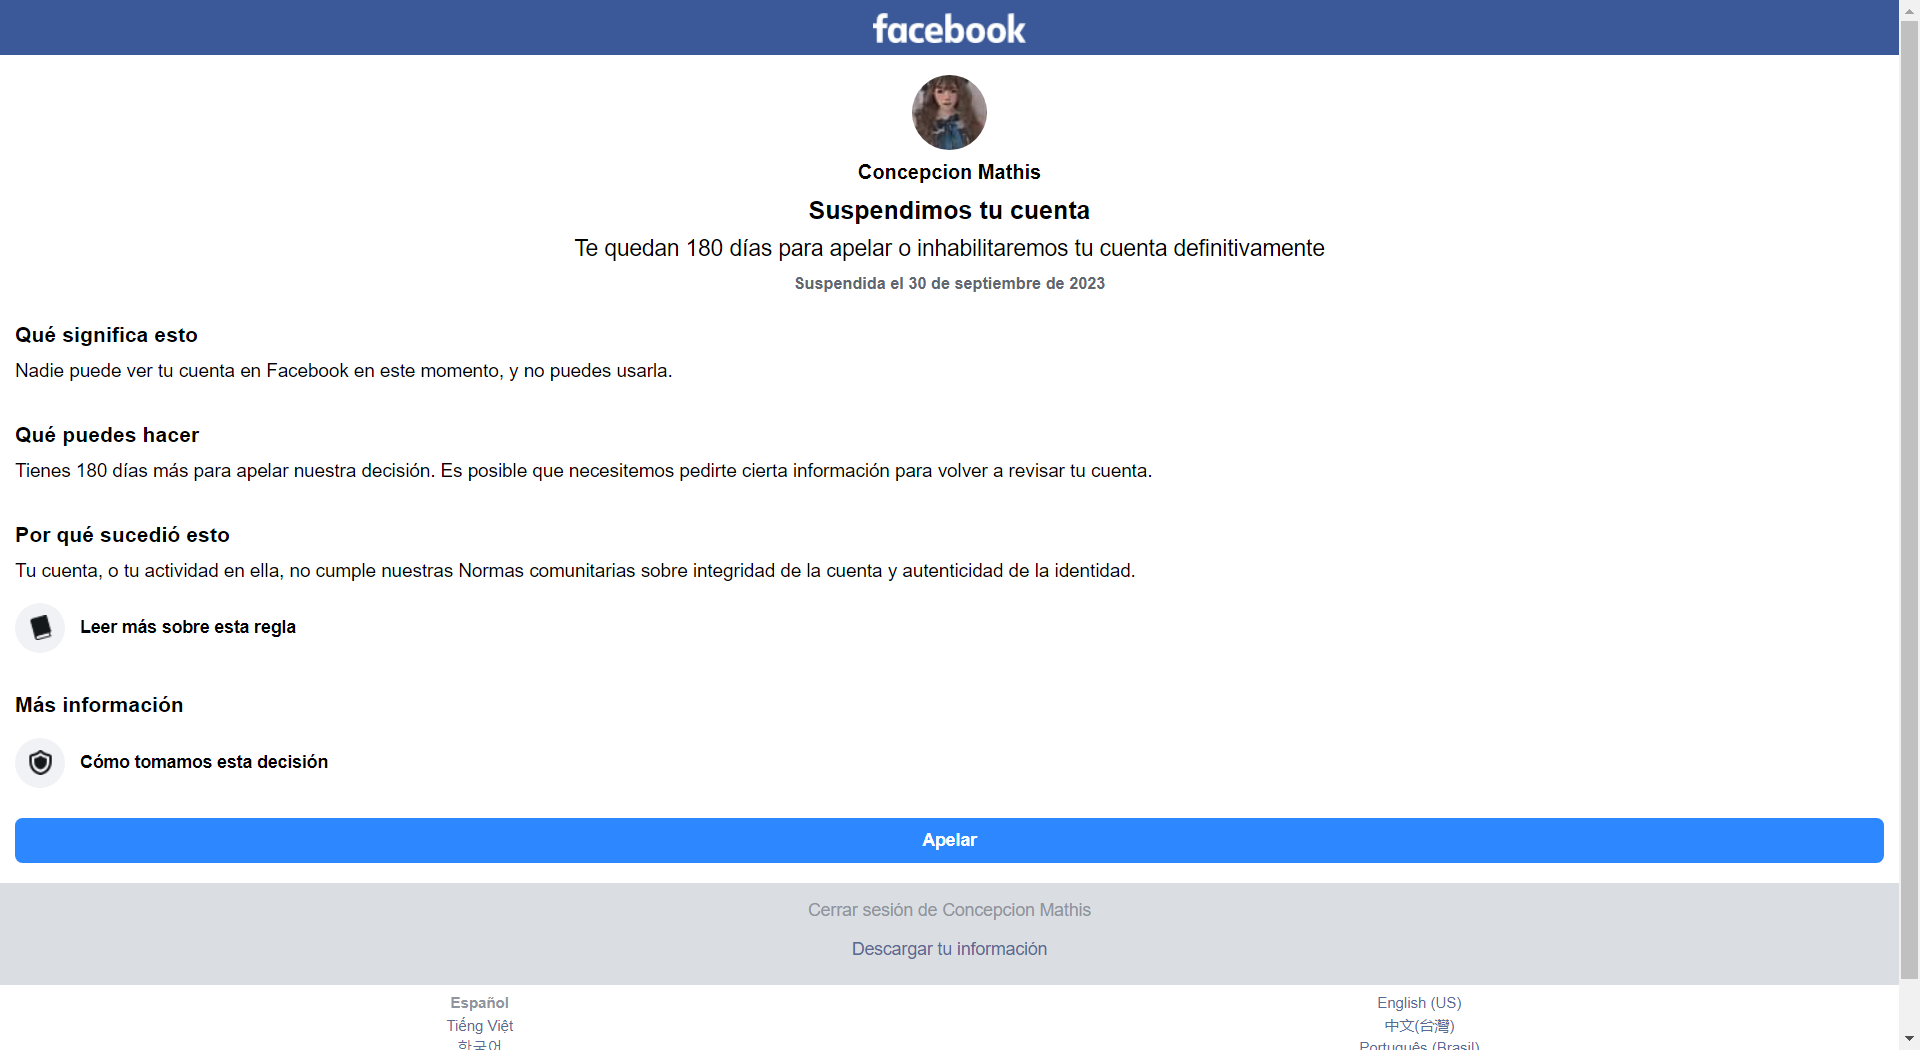 facebook
Concepcion Mathis
Suspendimos tu cuenta
Te quedan 180 días para apelar o inhabilitaremos tu cuenta definitivamente
Suspendida el 30 de septiembre de 2023
Qué significa esto
Nadie puede ver tu cuenta en Facebook en este momento, y no puedes usarla.
Qué puedes hacer
Tienes 180 días más para apelar nuestra decisión. Es posible que necesitemos pedirte cierta información para volver a revisar tu cuenta.
Por qué sucedió esto
Tu cuenta, o tu actividad en ella, no cumple nuestras Normas comunitarias sobre integridad de la cuenta y autenticidad de la identidad.
Leer más sobre esta regla
Más información
Cómo tomamos esta decisión
Apelar
Cerrar sesión de Concepcion Mathis
Descargar tu información
Español
English (US)
Tiếng Việt
中文(台灣)
한국어
Português (Brasil)